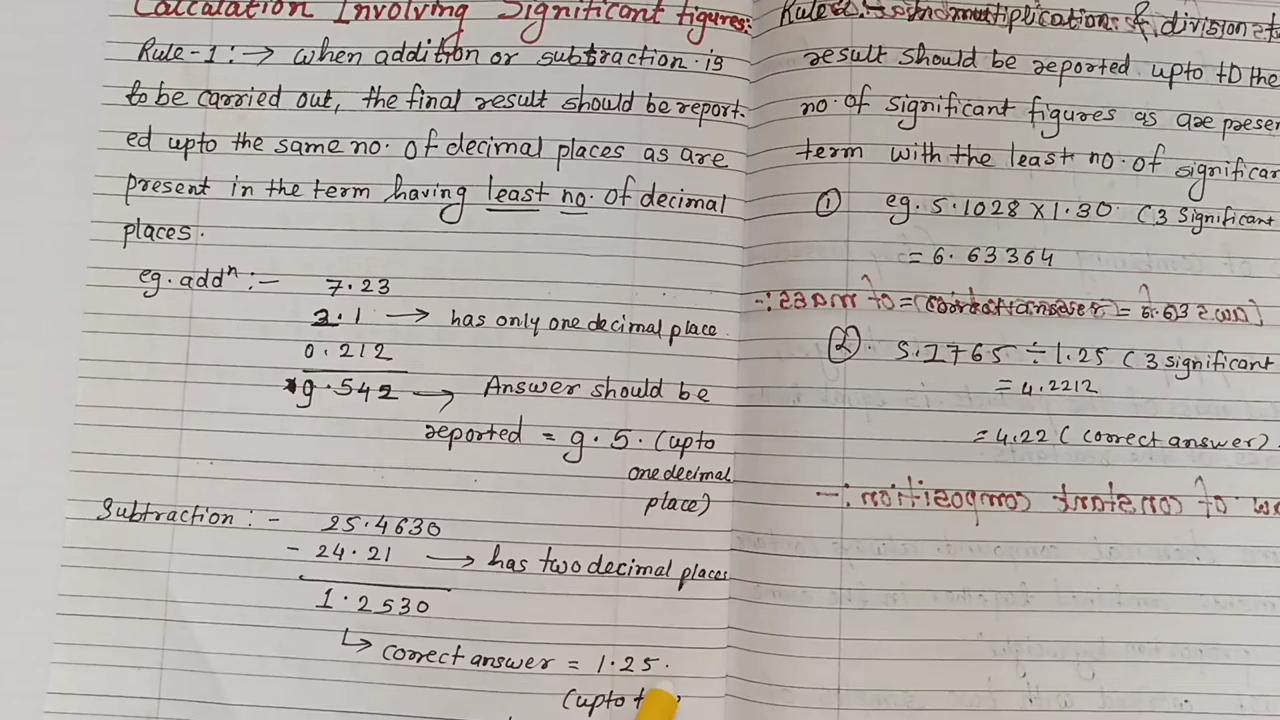 Calculation Involving Significant figures:
Rule-1: → when addition or subtraction is
to be carried out, the final result should be report-
ed upto the same no. of decimal places as are
present in the term having least no. of decimal
places.
eg. addⁿ :- 7.23
3.1 → has only one decimal place.
0.212
9.542 → Answer should be
reported = 9.5. (upto
one decimal
place)
Subtraction :- 25.4630
- 24.21 → has two decimal places
1.2530
↳ correct answer = 1.25.
(upto
multiplication & division
result should be reported upto to the
no. of significant figures as are presen
term with the least no. of significan
① eg. 5.1028 × 1.30 (3 significant
= 6.63364
② 5.2765 ÷ 1.25 (3 significant
= 4.2212
= 4.22 (correct answer)